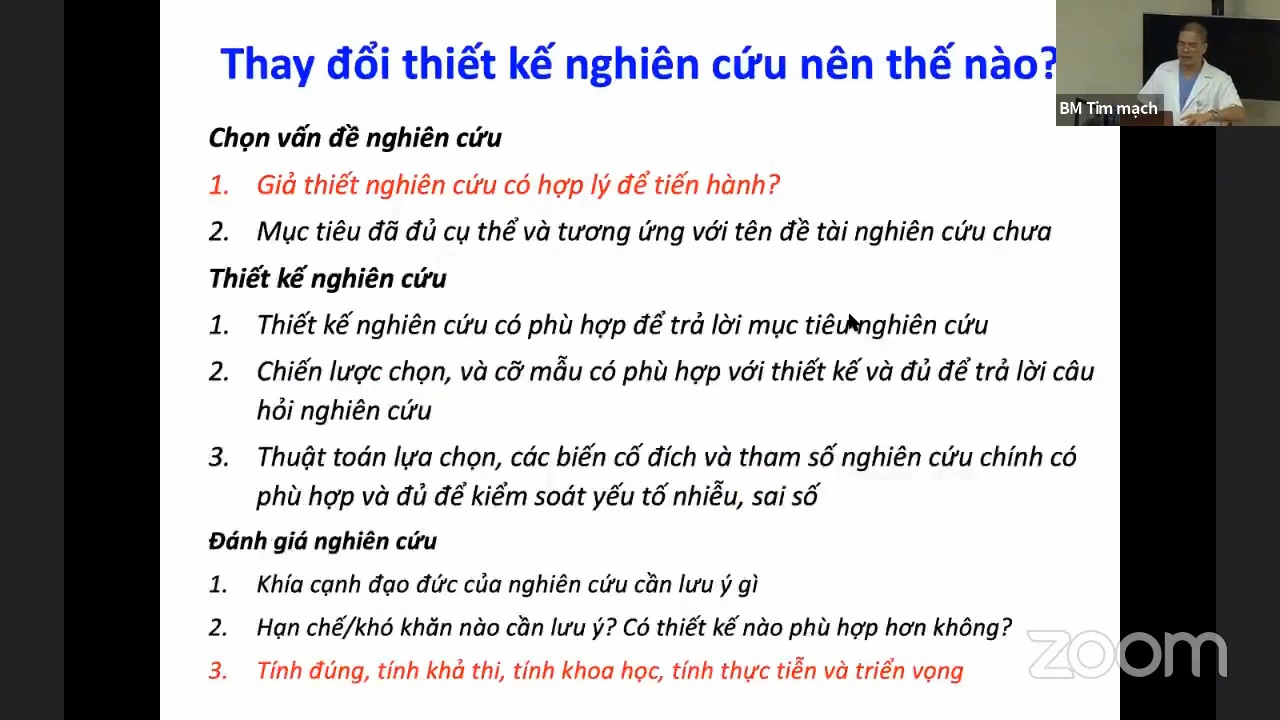 Thay đổi thiết kế nghiên cứu nên thế nào?
BM Tim mạch
Chọn vấn đề nghiên cứu
1. Giả thiết nghiên cứu có hợp lý để tiến hành?
2. Mục tiêu đã đủ cụ thể và tương ứng với tên đề tài nghiên cứu chưa
Thiết kế nghiên cứu
1. Thiết kế nghiên cứu có phù hợp để trả lời mục tiêu nghiên cứu
2. Chiến lược chọn, và cỡ mẫu có phù hợp với thiết kế và đủ để trả lời câu
hỏi nghiên cứu
3. Thuật toán lựa chọn, các biến cố đích và tham số nghiên cứu chính có
phù hợp và đủ để kiểm soát yếu tố nhiễu, sai số
Đánh giá nghiên cứu
1. Khía cạnh đạo đức của nghiên cứu cần lưu ý gì
2. Hạn chế/khó khăn nào cần lưu ý? Có thiết kế nào phù hợp hơn không?
3. Tính đúng, tính khả thi, tính khoa học, tính thực tiễn và triển vọng
zoom